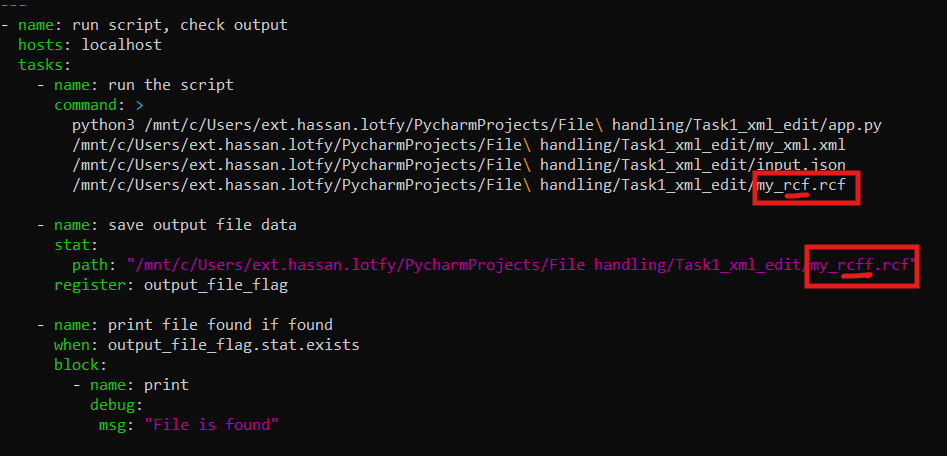 ---
- name: run script, check output
  hosts: localhost
  tasks:
    - name: run the script
      command: >
        python3 /mnt/c/Users/ext.hassan.lotfy/PycharmProjects/File\ handling/Task1_xml_edit/app.py
        /mnt/c/Users/ext.hassan.lotfy/PycharmProjects/File\ handling/Task1_xml_edit/my_xml.xml
        /mnt/c/Users/ext.hassan.lotfy/PycharmProjects/File\ handling/Task1_xml_edit/input.json
        /mnt/c/Users/ext.hassan.lotfy/PycharmProjects/File\ handling/Task1_xml_edit/my_rcf.rcf
    - name: save output file data
      stat:
        path: "/mnt/c/Users/ext.hassan.lotfy/PycharmProjects/File handling/Task1_xml_edit/my_rcff.rcf"
      register: output_file_flag
    - name: print file found if found
      when: output_file_flag.stat.exists
      block:
        - name: print
          debug:
           msg: "File is found"